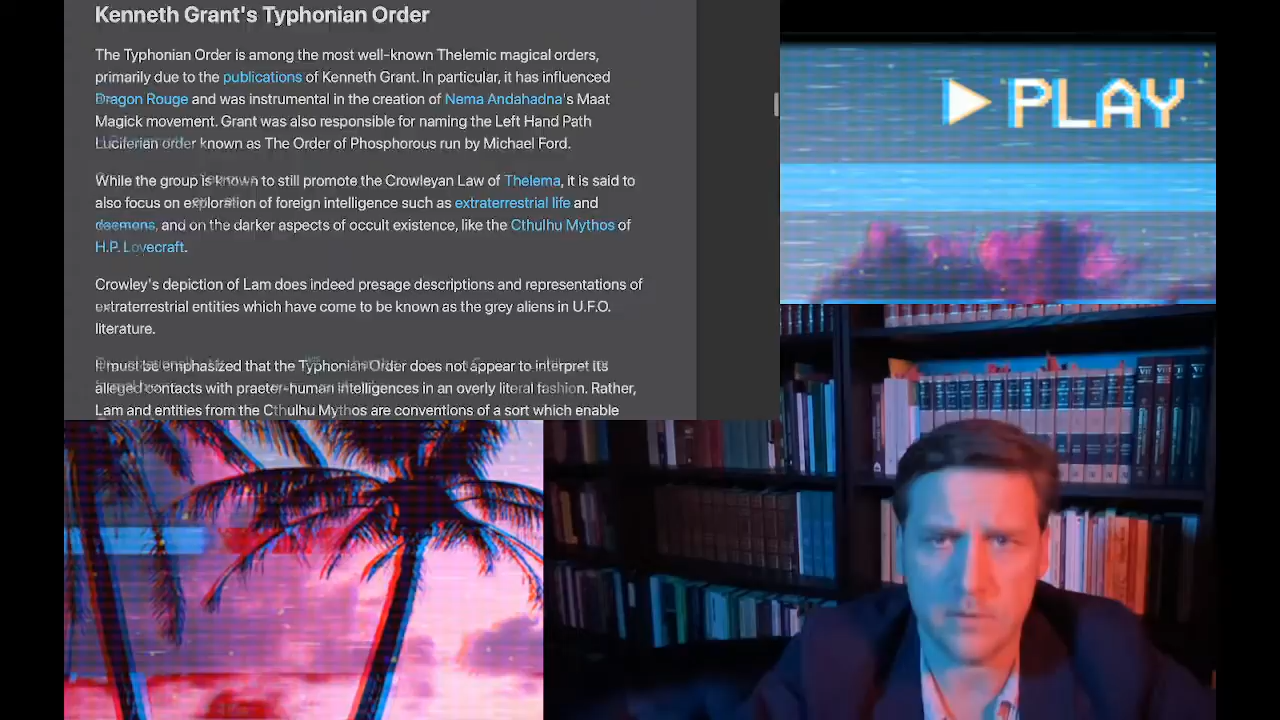 Kenneth Grant's Typhonian Order
The Typhonian Order is among the most well-known Thelemic magical orders,
primarily due to the publications of Kenneth Grant. In particular, it has influenced
Dragon Rouge and was instrumental in the creation of Nema Andahadna's Maat
Magick movement. Grant was also responsible for naming the Left Hand Path
Luciferian order known as The Order of Phosphorous run by Michael Ford.
While the group is known to still promote the Crowleyan Law of Thelema, it is said to
also focus on exploration of foreign intelligence such as extraterrestrial life and
daemons, and on the darker aspects of occult existence, like the Cthulhu Mythos of
H.P. Lovecraft.
Crowley's depiction of Lam does indeed presage descriptions and representations of
extraterrestrial entities which have come to be known as the grey aliens in U.F.O.
literature.
It must be emphasized that the Typhonian Order does not appear to interpret its
alleged contacts with praeter-human intelligences in an overly literal fashion. Rather,
Lam and entities from the Cthulhu Mythos are conventions of a sort which enable
PLAY